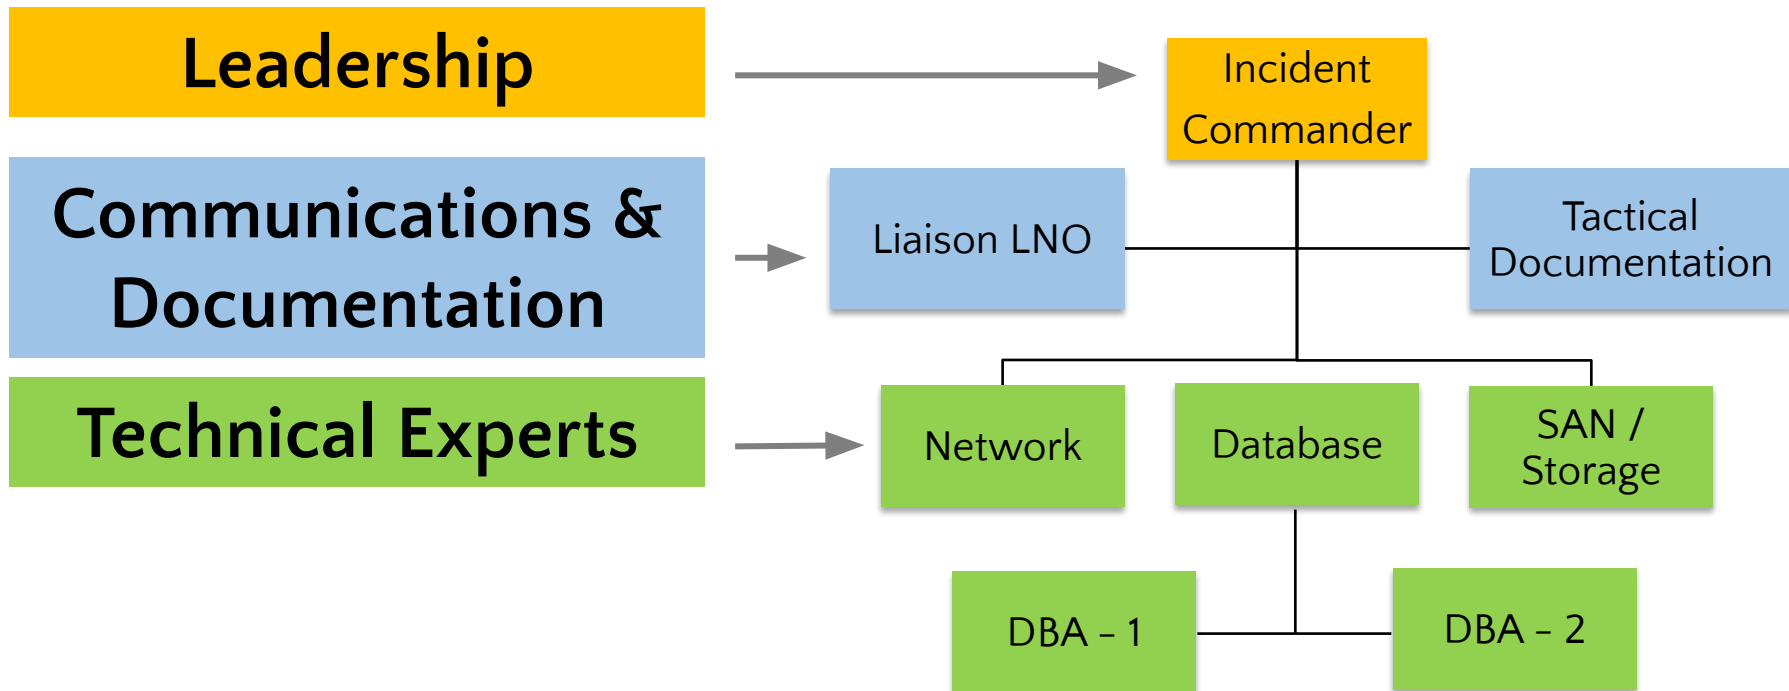 Leadership
Incident
Commander
Communications &
Documentation
Liaison LNO
Tactical
Documentation
Technical Experts
Network
Database
SAN /
Storage
DBA - 1
DBA - 2